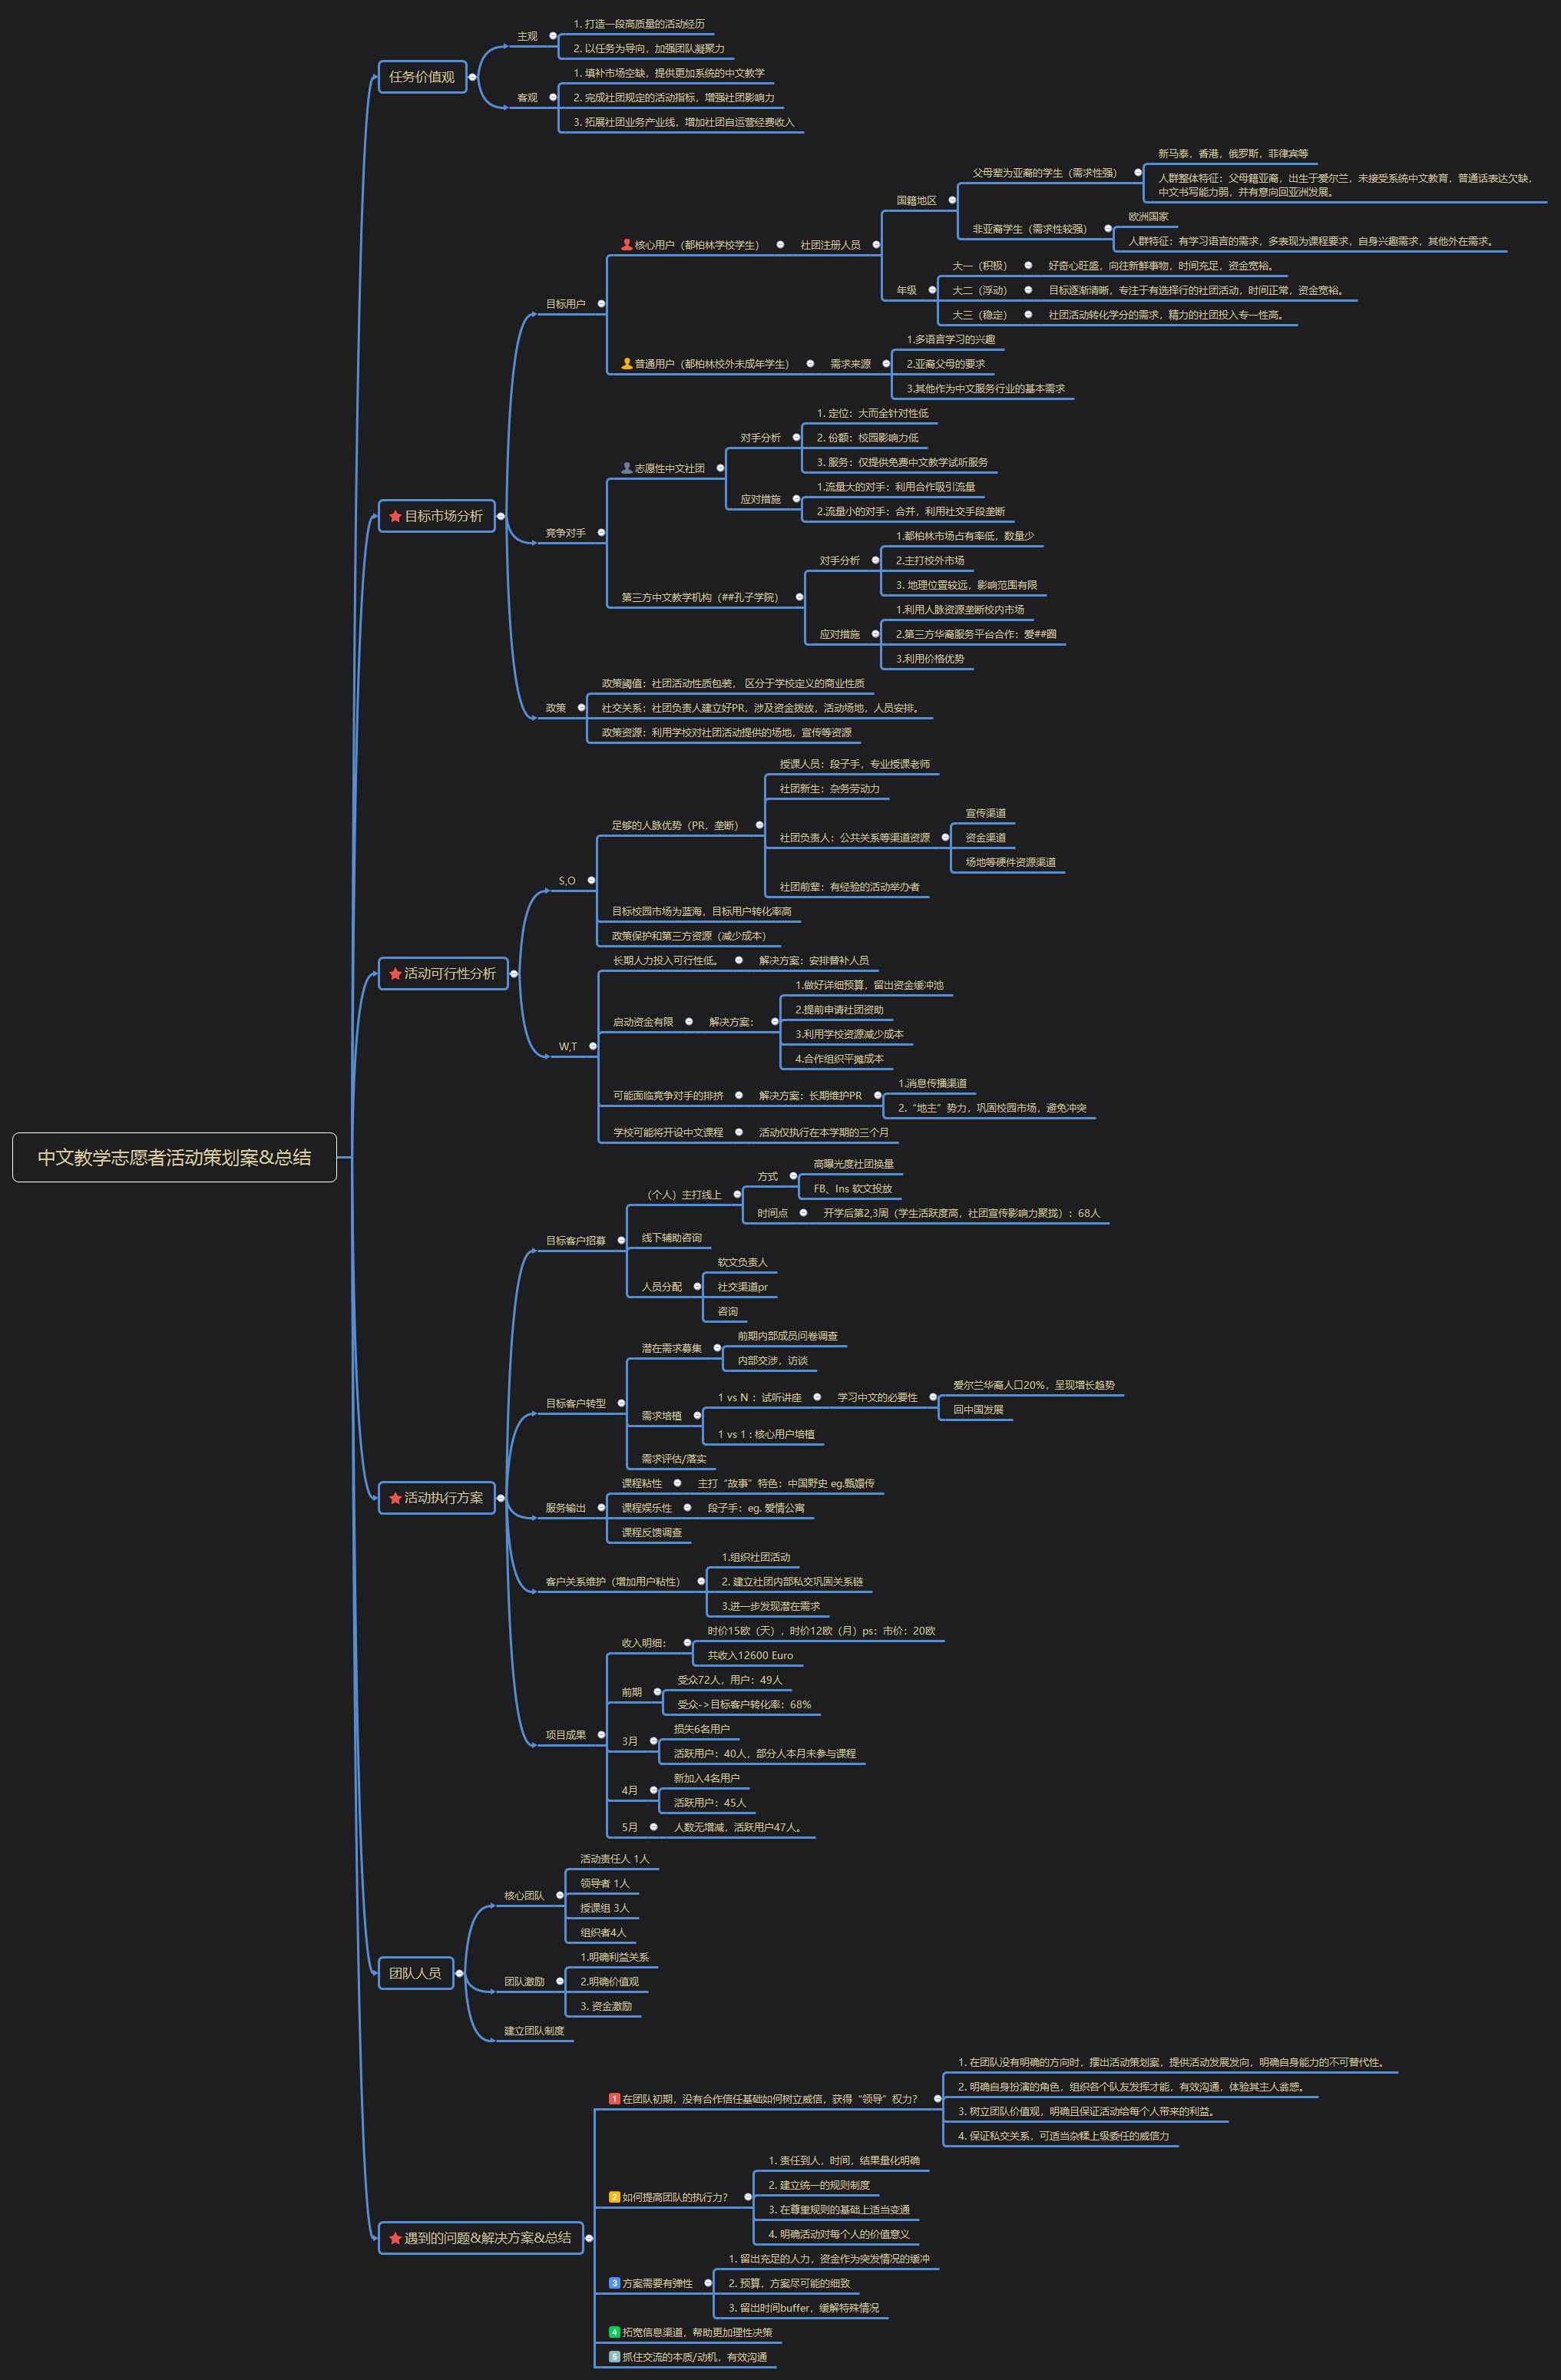 中文教学志愿者活动策划案&总结
任务价值观
主观
1. 打造一段高质量的活动经历
2. 以任务为导向，加强团队凝聚力
客观
1. 填补市场空缺，提供更加系统的中文教学
2. 完成社团规定的活动指标，增强社团影响力
3. 拓展社团业务产业线，增加社团自运营经费收入
目标市场分析
目标用户
核心用户（都柏林学校学生）
社团注册人员
国籍地区
父母辈为亚裔的学生（需求性强）
新马泰，香港，俄罗斯，菲律宾等
人群整体特征：父母籍亚裔，出生于爱尔兰，未接受系统中文教育，普通话表达欠缺，
中文书写能力弱，并有意向回亚洲发展。
非亚裔学生（需求性较强）
欧洲国家
人群特征：有学习语言的需求，多表现为课程要求，自身兴趣需求，其他外在需求。
年级
大一（积极）
好奇心旺盛，向往新鲜事物，时间充足，资金宽裕。
大二（浮动）
目标逐渐清晰，专注于有选择行的社团活动，时间正常，资金宽裕。
大三（稳定）
社团活动转化学分的需求，精力的社团投入专一性高。
普通用户（都柏林校外未成年学生）
需求来源
1.多语言学习的兴趣
2.亚裔父母的要求
3.其他作为中文服务行业的基本需求
竞争对手
志愿性中文社团
对手分析
1. 定位：大而全针对性低
2. 份额：校园影响力低
3. 服务：仅提供免费中文教学试听服务
应对措施
1.流量大的对手：利用合作吸引流量
2.流量小的对手：合并，利用社交手段垄断
第三方中文教学机构（##孔子学院）
对手分析
1.都柏林市场占有率低，数量少
2.主打校外市场
3. 地理位置较远，影响范围有限
应对措施
1.利用人脉资源垄断校内市场
2.第三方华裔服务平台合作：爱##圈
3.利用价格优势
政策
政策阈值：社团活动性质包装， 区分于学校定义的商业性质
社交关系：社团负责人建立好PR，涉及资金拨放，活动场地，人员安排。
政策资源：利用学校对社团活动提供的场地，宣传等资源
活动可行性分析
S,O
足够的人脉优势（PR，垄断）
授课人员：段子手，专业授课老师
社团新生：杂务劳动力
社团负责人：公共关系等渠道资源
宣传渠道
资金渠道
场地等硬件资源渠道
社团前辈：有经验的活动举办者
目标校园市场为蓝海，目标用户转化率高
政策保护和第三方资源（减少成本）
W,T
长期人力投入可行性低。
解决方案：安排替补人员
启动资金有限
解决方案：
1.做好详细预算，留出资金缓冲池
2.提前申请社团资助
3.利用学校资源减少成本
4.合作组织平摊成本
可能面临竞争对手的排挤
解决方案：长期维护PR
1.消息传播渠道
2.“地主”势力，巩固校园市场，避免冲突
学校可能将开设中文课程
活动仅执行在本学期的三个月
活动执行方案
目标客户招募
（个人）主打线上
方式
高曝光度社团换量
FB、Ins 软文投放
时间点
开学后第2,3周（学生活跃度高，社团宣传影响力聚拢）：68人
线下辅助咨询
人员分配
软文负责人
社交渠道pr
咨询
目标客户转型
潜在需求募集
前期内部成员问卷调查
内部交涉，访谈
需求培植
1 vs N ：试听讲座
学习中文的必要性
爱尔兰华裔人口20%，呈现增长趋势
回中国发展
1 vs 1 : 核心用户培植
需求评估/落实
服务输出
课程粘性
主打“故事”特色：中国野史 eg.甄嬛传
课程娱乐性
段子手：eg. 爱情公寓
课程反馈调查
客户关系维护（增加用户粘性）
1.组织社团活动
2. 建立社团内部私交巩固关系链
3.进一步发现潜在需求
项目成果
收入明细：
时价15欧（天），时价12欧（月）ps：市价：20欧
共收入12600 Euro
前期
受众72人，用户：49人
受众->目标客户转化率：68%
3月
损失6名用户
活跃用户：40人，部分人本月未参与课程
4月
新加入4名用户
活跃用户：45人
5月
人数无增减，活跃用户47人。
团队人员
核心团队
活动责任人 1人
领导者 1人
授课组 3人
组织者4人
团队激励
1.明确利益关系
2.明确价值观
3. 资金激励
建立团队制度
遇到的问题&解决方案&总结
1 在团队初期，没有合作信任基础如何树立威信，获得“领导”权力？
1. 在团队没有明确的方向时，摆出活动策划案，提供活动发展发向，明确自身能力的不可替代性。
2. 明确自身扮演的角色，组织各个队友发挥才能，有效沟通，体验其主人翁感。
3. 树立团队价值观，明确且保证活动给每个人带来的利益。
4. 保证私交关系，可适当杂糅上级委任的威信力
2 如何提高团队的执行力？
1. 责任到人，时间，结果量化明确
2. 建立统一的规则制度
3. 在尊重规则的基础上适当变通
4. 明确活动对每个人的价值意义
3 方案需要有弹性
1. 留出充足的人力，资金作为突发情况的缓冲
2. 预算，方案尽可能的细致
3. 留出时间buffer，缓解特殊情况
4 拓宽信息渠道，帮助更加理性决策
5 抓住交流的本质/动机，有效沟通